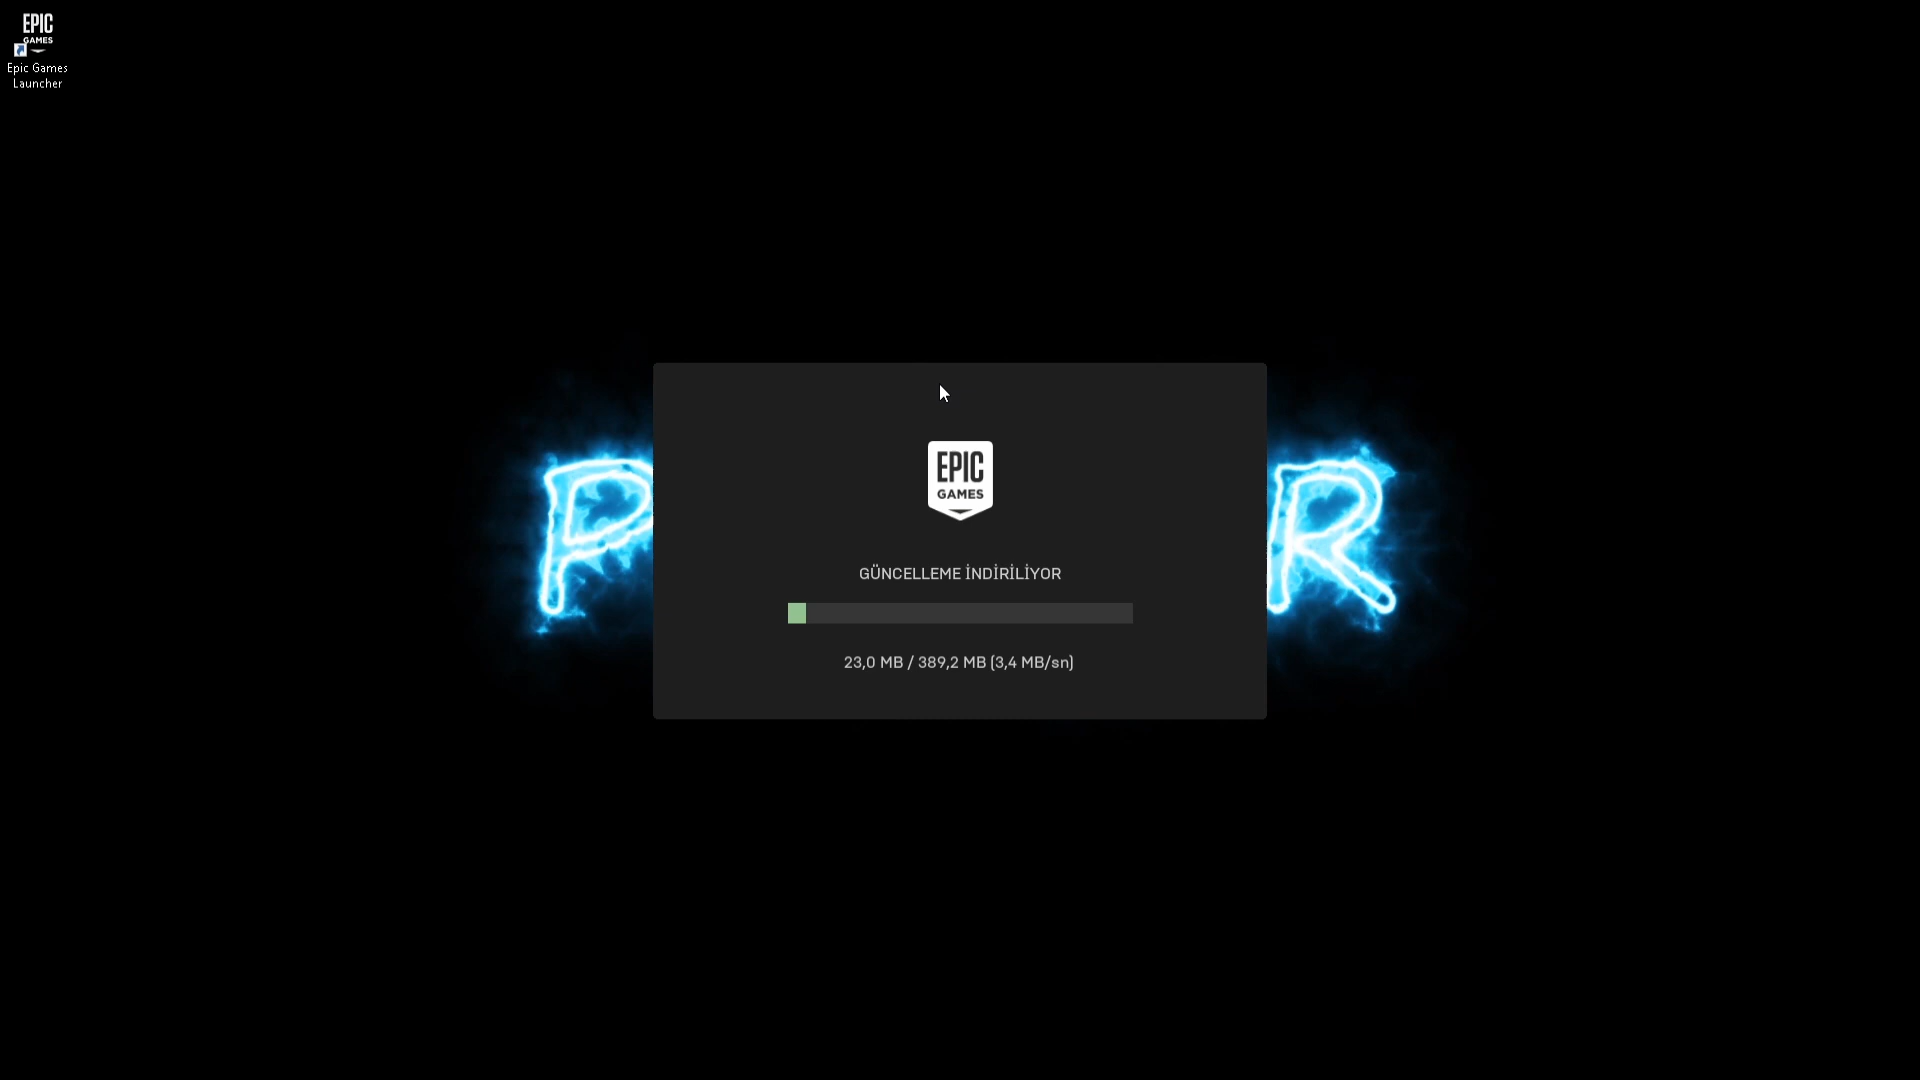 EPIC
GAMES
Epic Games
Launcher
P
R
EPIC
GAMES
GÜNCELLEME İNDİRİLİYOR
23,0 MB / 389,2 MB (3,4 MB/sn)